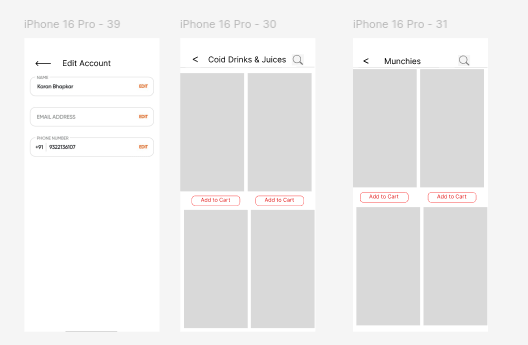 iPhone 16 Pro - 39
Edit Account
NAME
Karan Bhapkar
EDIT
EMAIL ADDRESS
EDIT
PHONE NUMBER
+91 9322136107
EDIT
iPhone 16 Pro - 30
< Coid Drinks & Juices
Add to Cart
Add to Cart
iPhone 16 Pro - 31
< Munchies
Add to Cart
Add to Cart